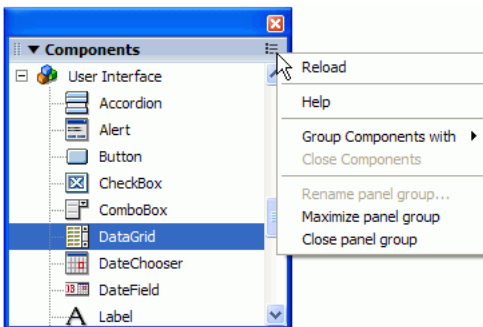 Components
User Interface
Accordion
Alert
Button
CheckBox
ComboBox
DataGrid
DateChooser
DateField
Label
Reload
Help
Group Components with
Close Components
Rename panel group...
Maximize panel group
Close panel group